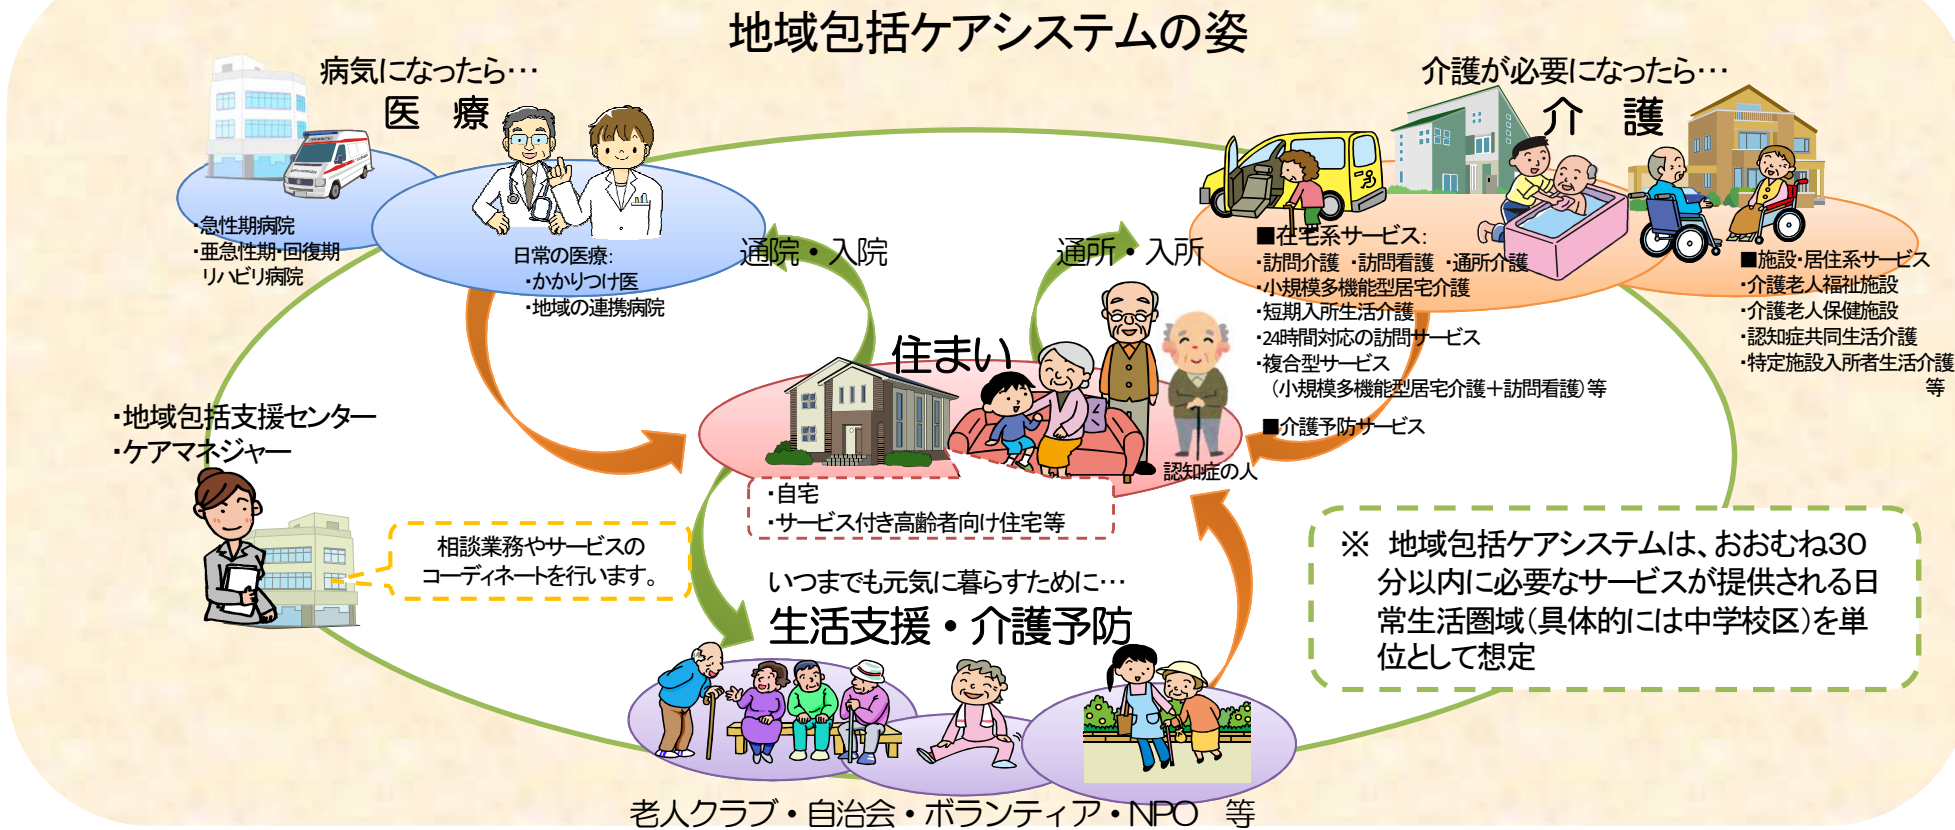 地域包括ケアシステムの姿
病気になったら…
医　療
・急性期病院
・亜急性期・回復期
リハビリ病院
日常の医療：
・かかりつけ医
・地域の連携病院
通院・入院
通所・入所
介護が必要になったら…
介　護
■在宅系サービス：
・訪問介護　・訪問看護　・通所介護
・小規模多機能型居宅介護
・短期入所生活介護
・24時間対応の訪問サービス
・複合型サービス
（小規模多機能型居宅介護＋訪問看護）等
■介護予防サービス
■施設・居住系サービス
・介護老人福祉施設
・介護老人保健施設
・認知症共同生活介護
・特定施設入所者生活介護
等
住まい
認知症の人
・自宅
・サービス付き高齢者向け住宅等
・地域包括支援センター
・ケアマネジャー
相談業務やサービスの
コーディネートを行います。
いつまでも元気に暮らすために…
生活支援・介護予防
老人クラブ・自治会・ボランティア・NPO　等
※　地域包括ケアシステムは、おおむね30
分以内に必要なサービスが提供される日
常生活圏域（具体的には中学校区）を単
位として想定